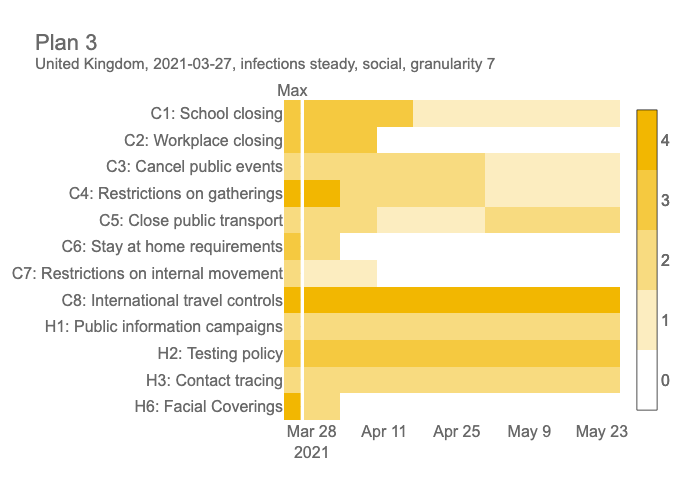 Plan 3
United Kingdom, 2021-03-27, infections steady, social, granularity 7
Max
C1: School closing
C2: Workplace closing
C3: Cancel public events
C4: Restrictions on gatherings
C5: Close public transport
C6: Stay at home requirements
C7: Restrictions on internal movement
C8: International travel controls
H1: Public information campaigns
H2: Testing policy
H3: Contact tracing
H6: Facial Coverings
Mar 28 Apr 11 Apr 25 May 9 May 23
2021
4
3
2
1
0